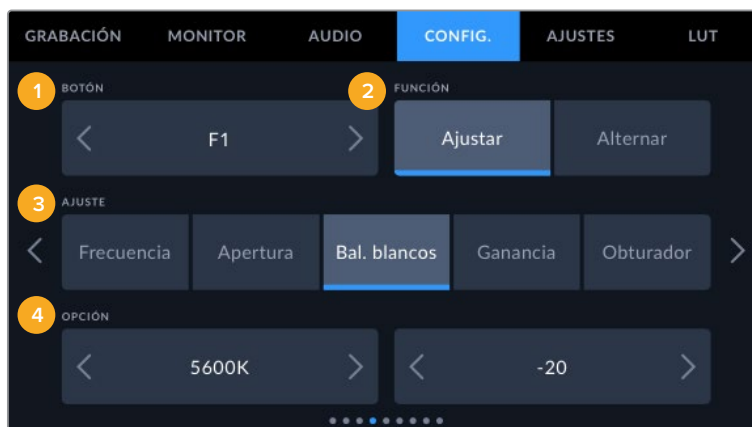 GRABACIÓN MONITOR AUDIO CONFIG. AJUSTES LUT
1 BOTÓN 2 FUNCIÓN
F1 Ajustar Alternar
3 AJUSTE
Frecuencia Apertura Bal. blancos Ganancia Obturador
4 OPCIÓN
5600K -20